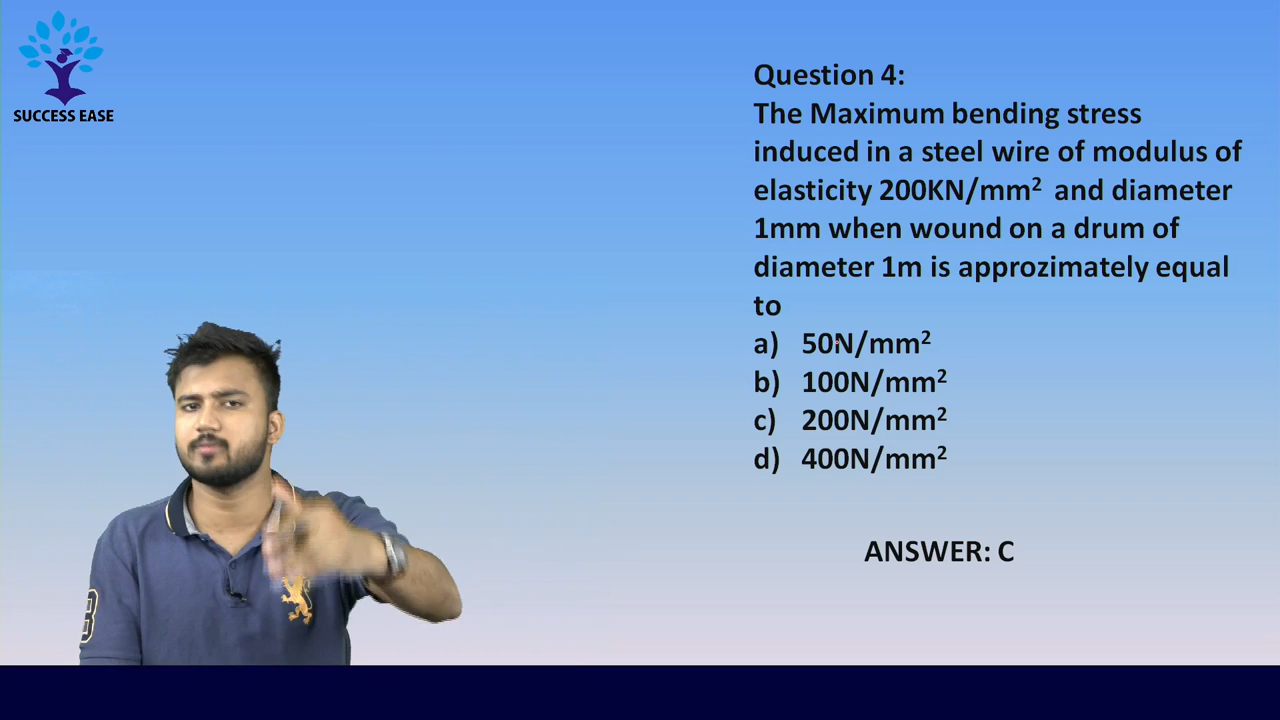 SUCCESS EASE
Question 4:
The Maximum bending stress
induced in a steel wire of modulus of
elasticity 200KN/mm² and diameter
1mm when wound on a drum of
diameter 1m is approzimately equal
to
a) 50N/mm²
b) 100N/mm²
c) 200N/mm²
d) 400N/mm²
ANSWER: C
3